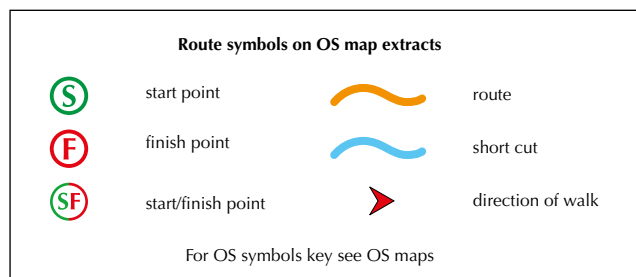 Route symbols on OS map extracts
S start point route
F finish point short cut
SF start/finish point direction of walk
For OS symbols key see OS maps